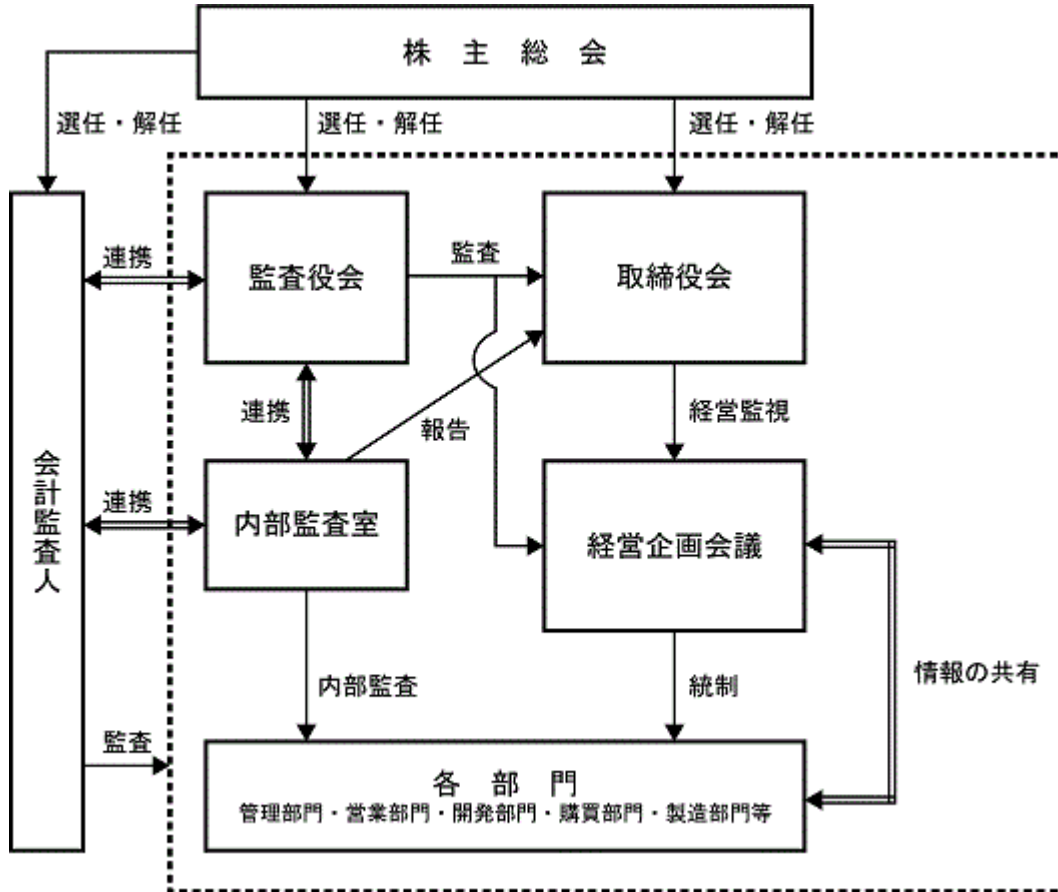 株主総会
選任・解任
選任・解任
選任・解任
連携
監査役会
監査
取締役会
連携
報告
経営監視
会計監査人
連携
内部監査室
経営企画会議
内部監査
統制
情報の共有
監査
各部門
管理部門・営業部門・開発部門・購買部門・製造部門等